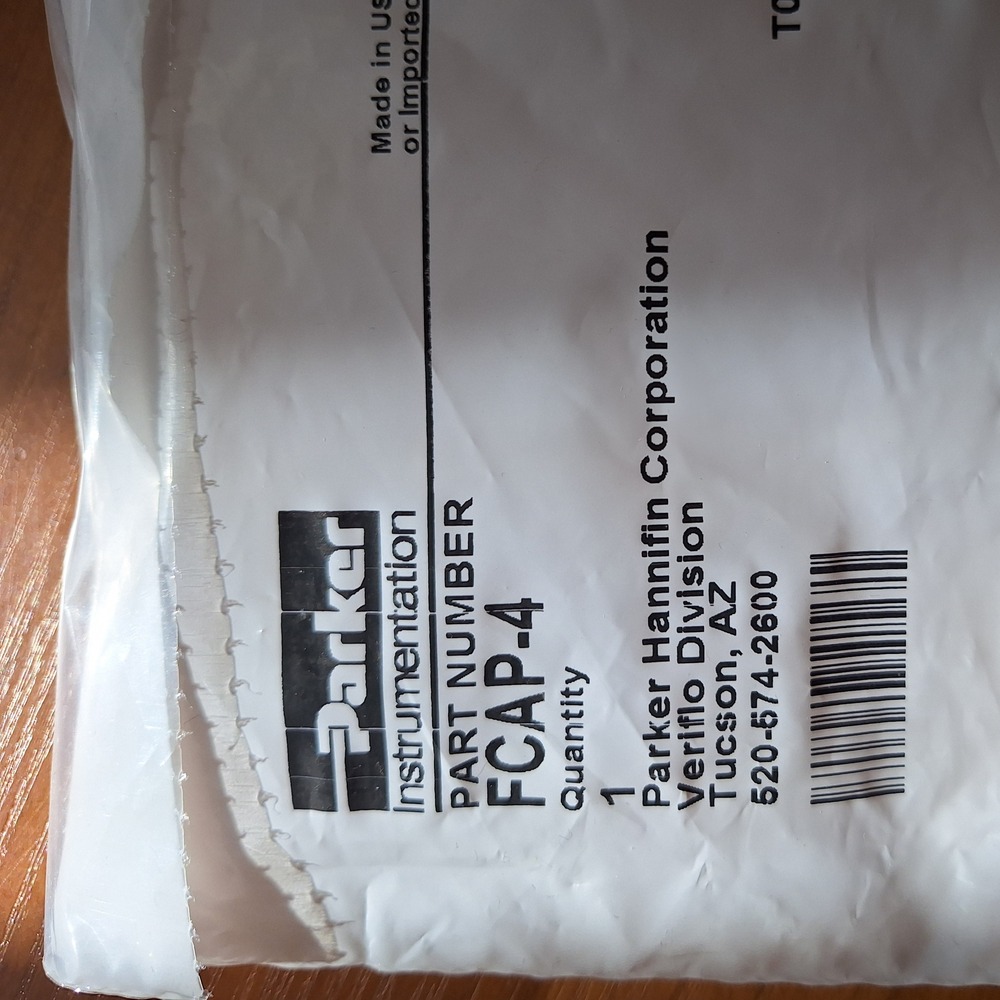 Made in US
or Imported
Parker
Instrumentation
PART NUMBER
FCAP-4
Quantity
1
Parker Hannifin Corporation
Veriflo Division
Tucson, AZ
520-574-2600